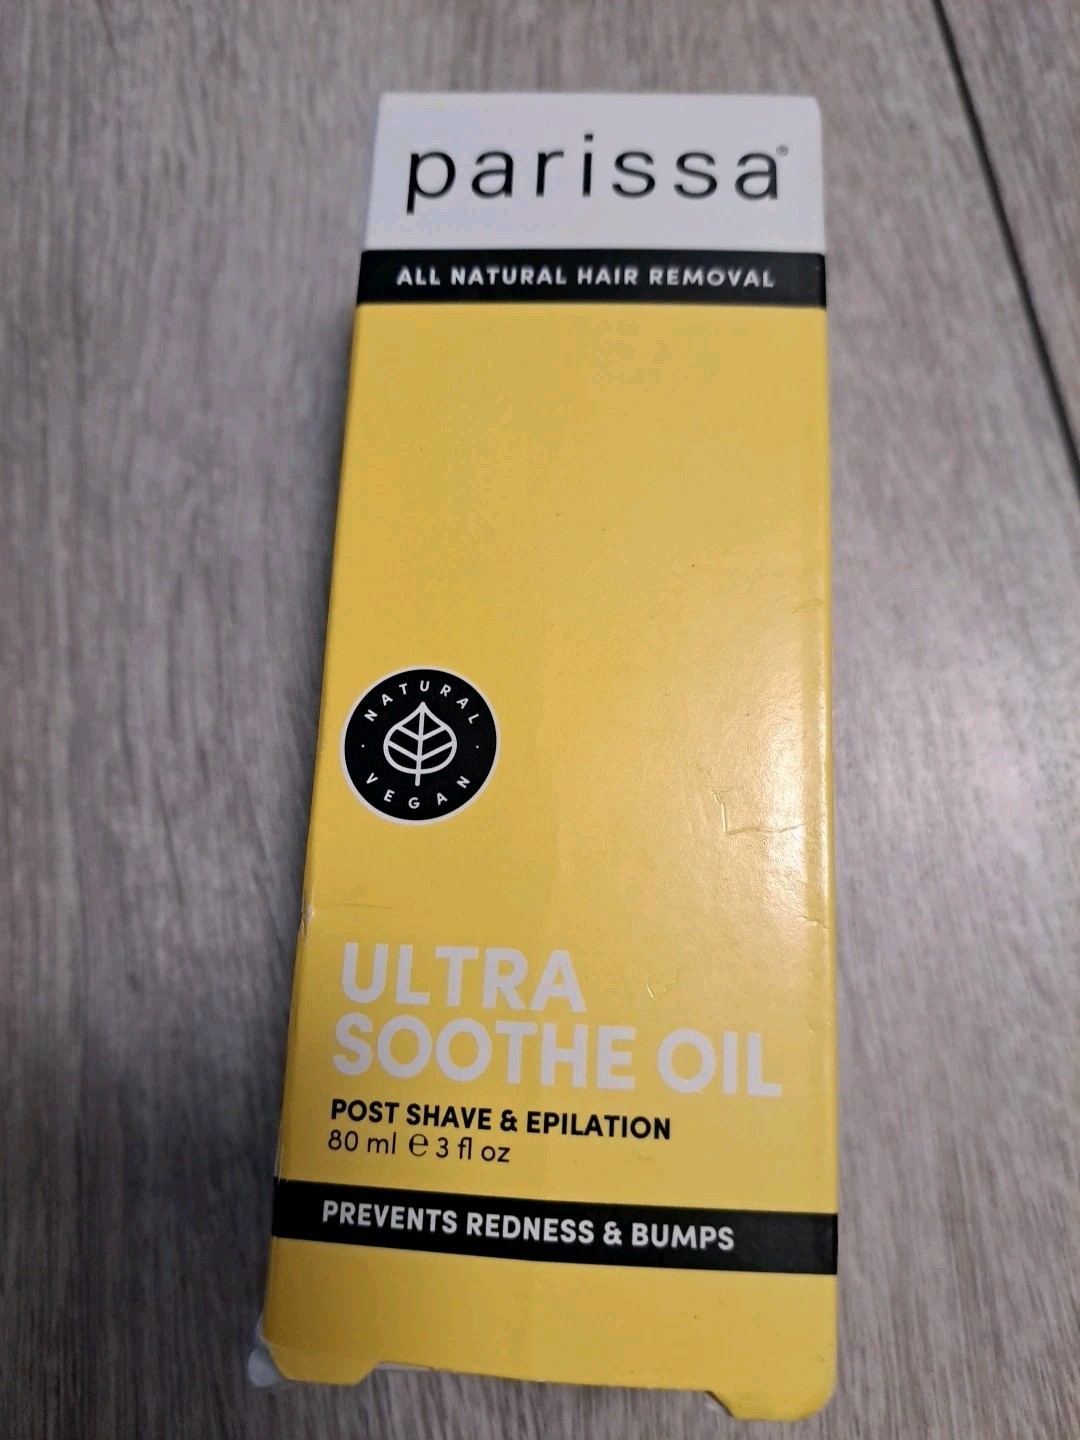 parissa®
ALL NATURAL HAIR REMOVAL
NATURAL
VEGAN
ULTRA
SOOTHE OIL
POST SHAVE & EPILATION
80 ml ℮ 3 fl oz
PREVENTS REDNESS & BUMPS